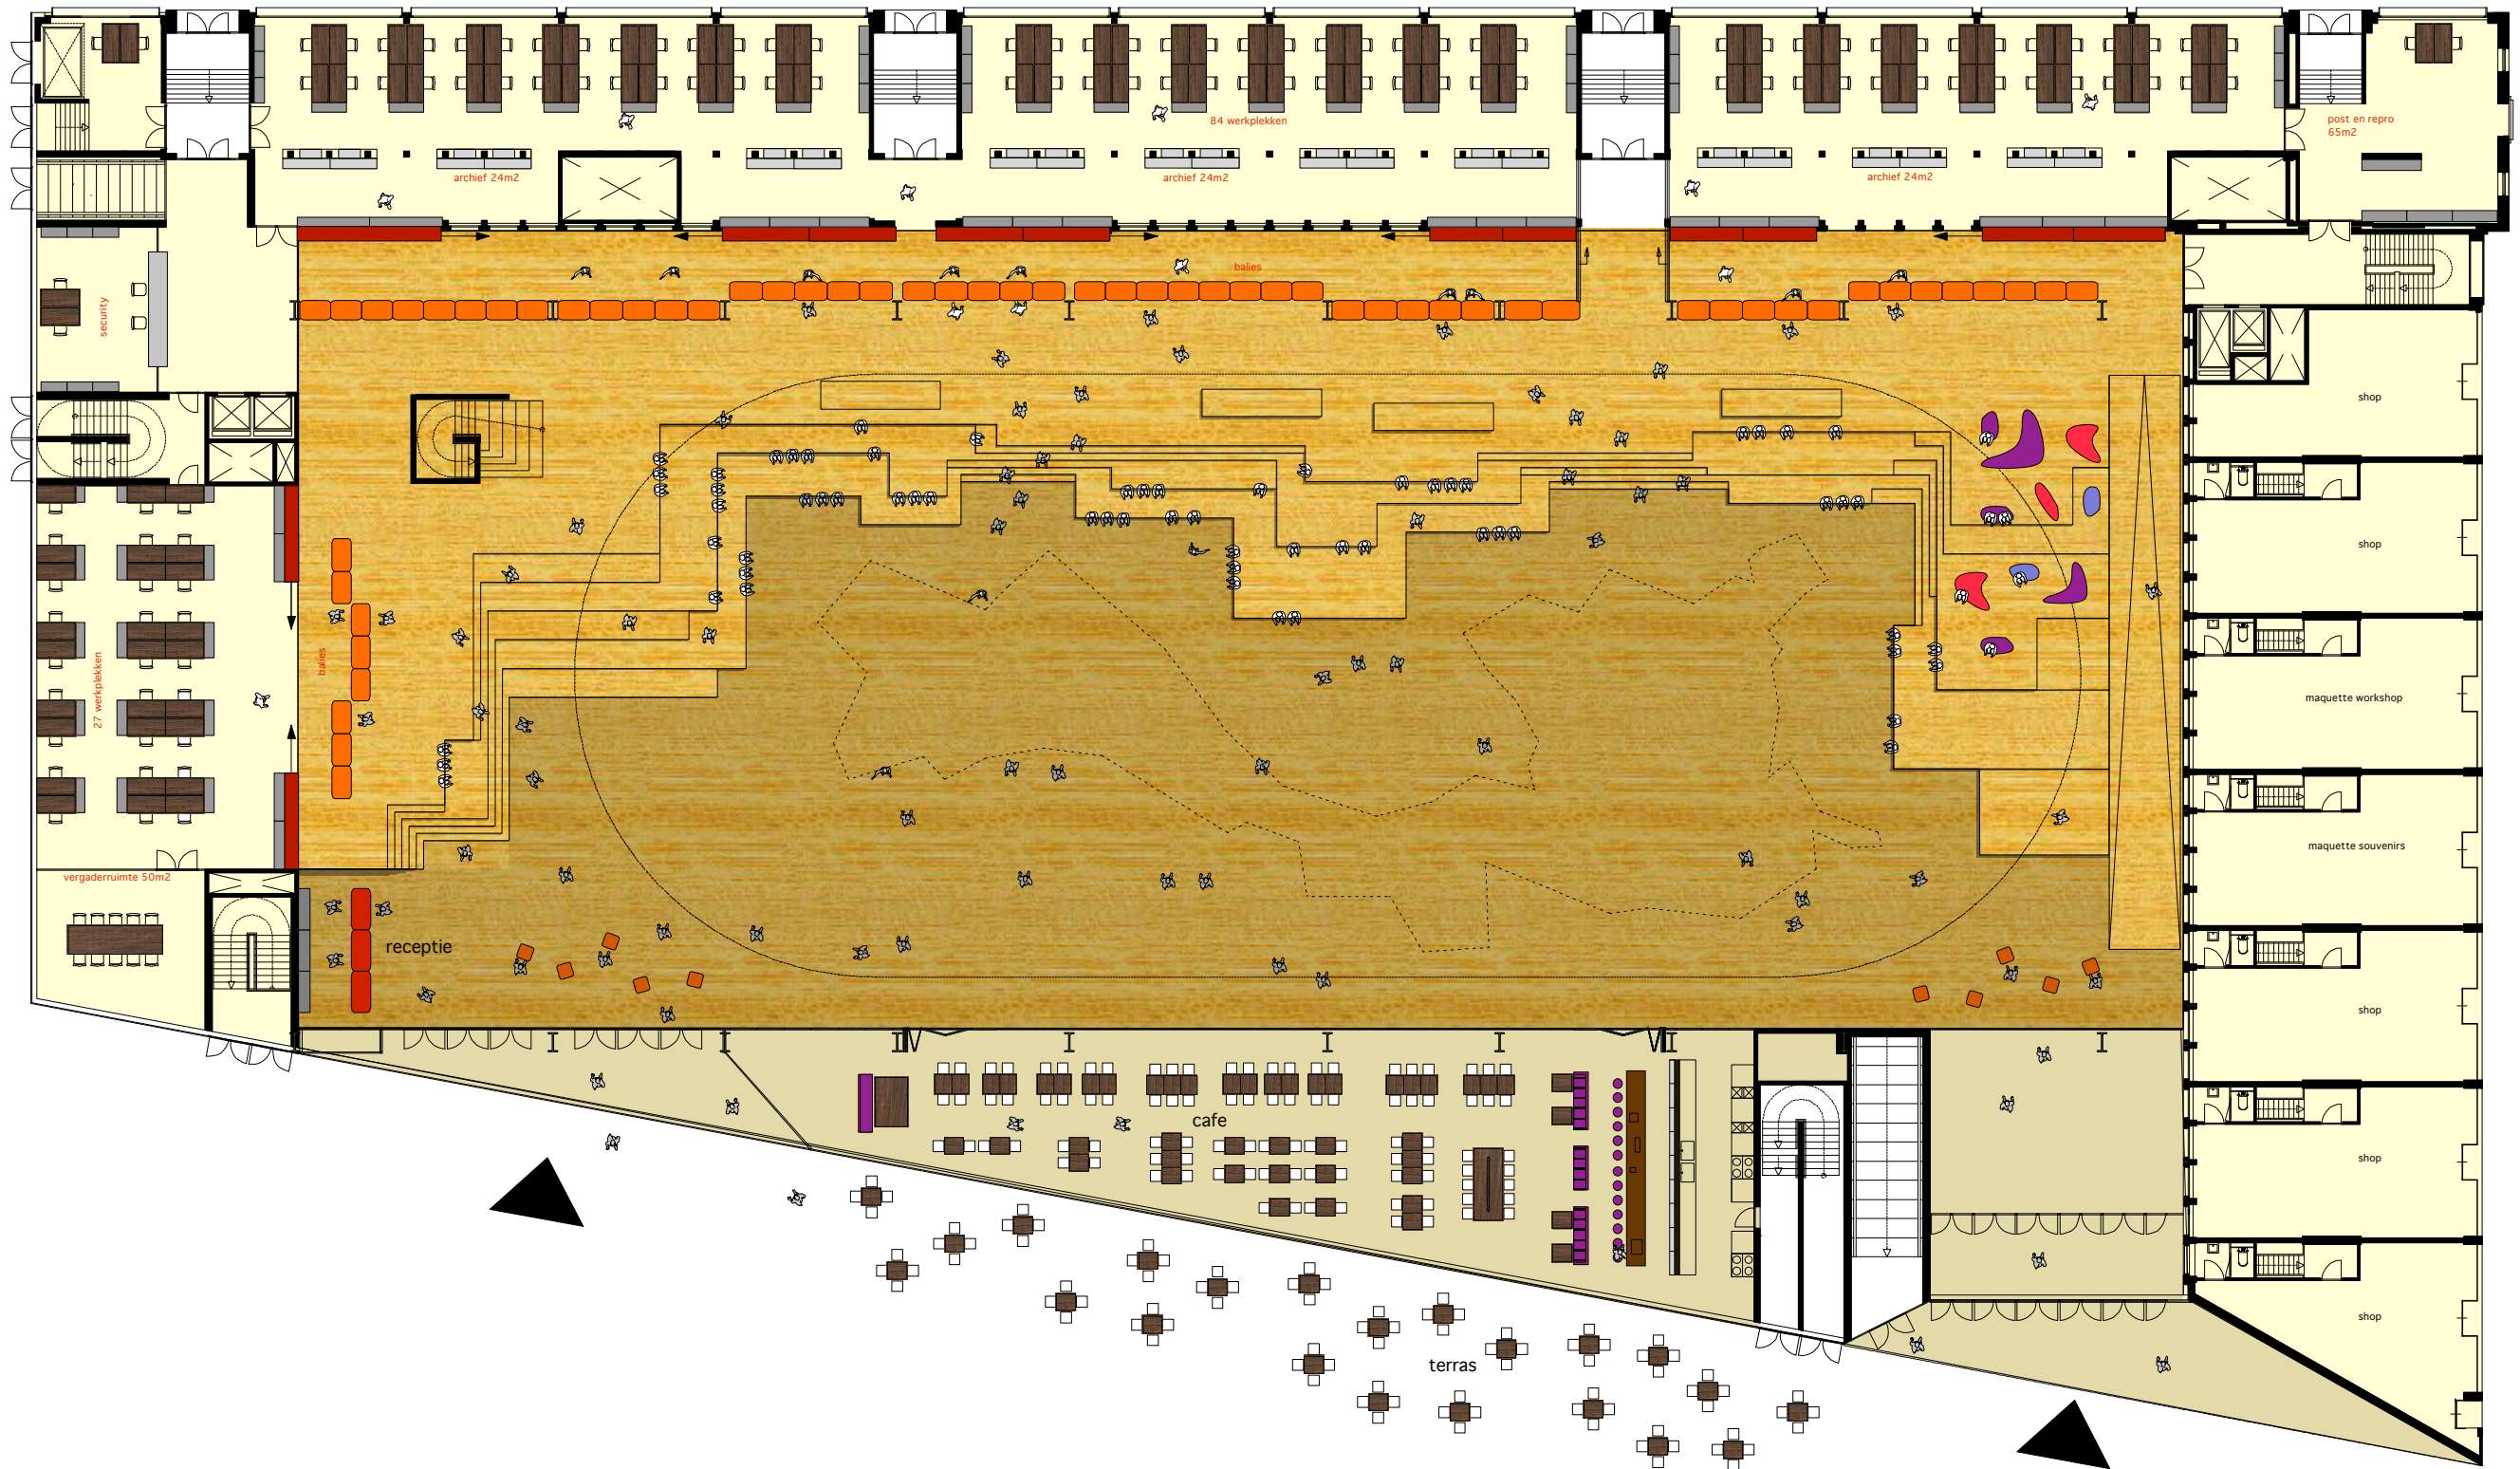 84 werkplekken
post en repro
65m2
archief 24m2
archief 24m2
archief 24m2
balies
security
shop
shop
balies
27 werkplekken
maquette workshop
maquette souvenirs
vergaderruimte 50m2
receptie
shop
cafe
shop
shop
terras